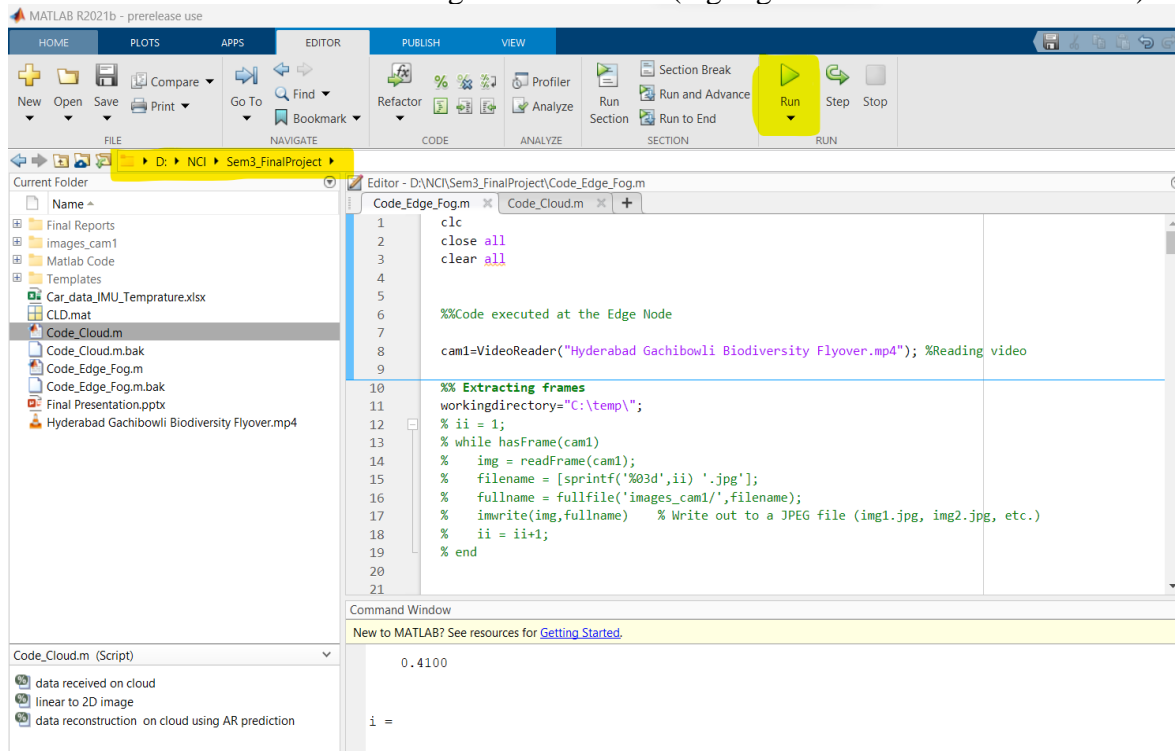 MATLAB R2021b - prerelease use
HOME PLOTS APPS EDITOR PUBLISH VIEW
New Open Save Compare Print Go To Find Bookmark Refactor Profiler Analyze Run Section Section Break Run and Advance Run to End Run Step Stop
FILE NAVIGATE CODE ANALYZE SECTION RUN
D: NCI Sem3_FinalProject
Current Folder
Name
Final Reports
images_cam1
Matlab Code
Templates
Car_data_IMU_Temprature.xlsx
CLD.mat
Code_Cloud.m
Code_Cloud.m.bak
Code_Edge_Fog.m
Code_Edge_Fog.m.bak
Final Presentation.pptx
Hyderabad Gachibowli Biodiversity Flyover.mp4
Code_Cloud.m (Script)
data received on cloud
linear to 2D image
data reconstruction on cloud using AR prediction
Editor - D:\NCI\Sem3_FinalProject\Code_Edge_Fog.m
Code_Edge_Fog.m Code_Cloud.m
1 clc
2 close all
3 clear all
4
5
6 %%Code executed at the Edge Node
7
8 cam1=VideoReader("Hyderabad Gachibowli Biodiversity Flyover.mp4"); %Reading video
9
10 %% Extracting frames
11 workingdirectory="C:\temp\";
12 % ii = 1;
13 % while hasFrame(cam1)
14 % img = readFrame(cam1);
15 % filename = [sprintf('%03d',ii) '.jpg'];
16 % fullname = fullfile('images_cam1/',filename);
17 % imwrite(img,fullname) % Write out to a JPEG file (img1.jpg, img2.jpg, etc.)
18 % ii = ii+1;
19 % end
20
21
Command Window
New to MATLAB? See resources for Getting Started.
0.4100
i =